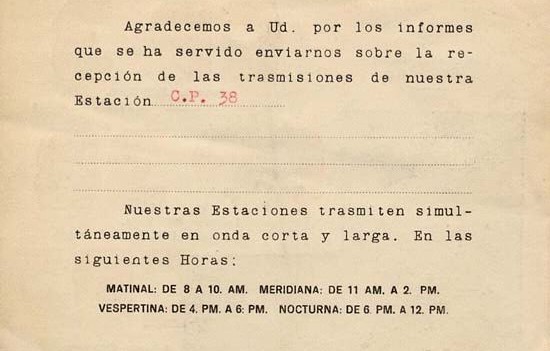 Agradecemos a Ud. por los informes
que se ha servido enviarnos sobre la re-
cepción de las trasmisiones de nuestra
Estación C.P. 38
Nuestras Estaciones trasmiten simul-
táneamente en onda corta y larga. En las
siguientes Horas:
MATINAL: DE 8 A 10. AM. MERIDIANA: DE 11 AM. A 2. PM.
VESPERTINA: DE 4. PM. A 6: PM. NOCTURNA: DE 6. PM. A 12. PM.